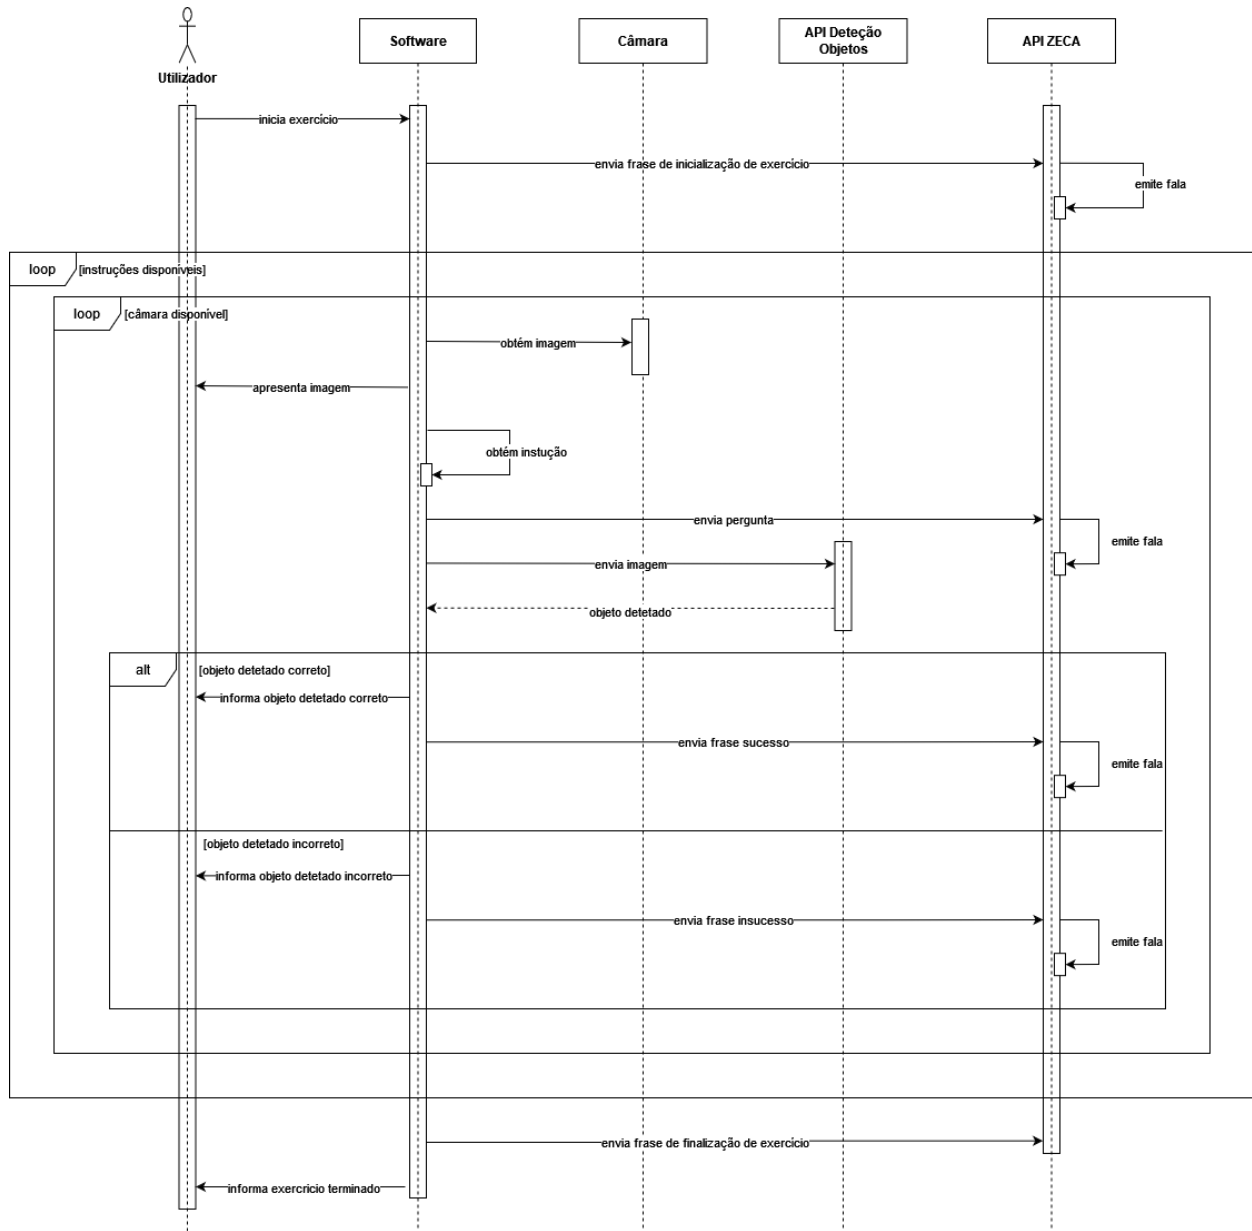 Utilizador
Software
Câmara
API Deteção
Objetos
API ZECA
inicia exercício
envia frase de inicialização de exercício
emite fala
loop
[instruções disponíveis]
loop
[câmara disponível]
obtém imagem
apresenta imagem
obtém instução
envia pergunta
emite fala
envia imagem
objeto detetado
alt
[objeto detetado correto]
informa objeto detetado correto
envia frase sucesso
emite fala
[objeto detetado incorreto]
informa objeto detetado incorreto
envia frase insucesso
emite fala
envia frase de finalização de exercício
informa exercricio terminado